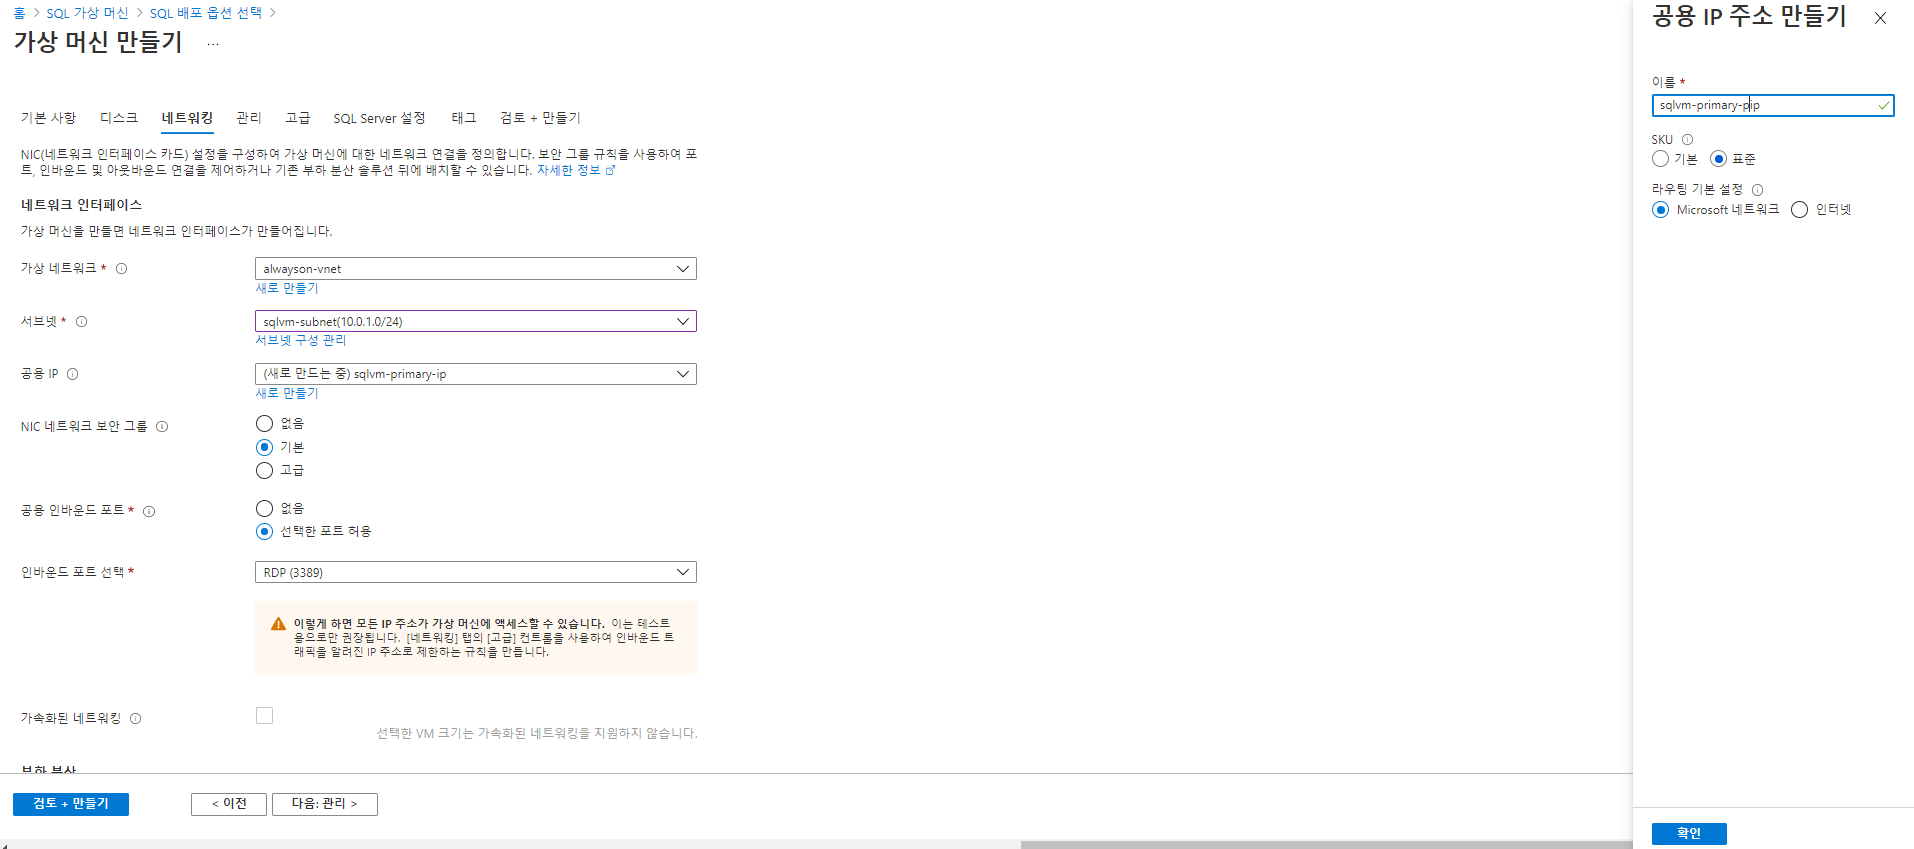 홈 > SQL 가상 머신 > SQL 배포 옵션 선택 >
가상 머신 만들기 ...
기본 사항 디스크 네트워킹 관리 고급 SQL Server 설정 태그 검토 + 만들기
NIC(네트워크 인터페이스 카드) 설정을 구성하여 가상 머신에 대한 네트워크 연결을 정의합니다. 보안 그룹 규칙을 사용하여 포
트, 인바운드 및 아웃바운드 연결을 제어하거나 기존 부하 분산 솔루션 뒤에 배치할 수 있습니다. 자세한 정보
네트워크 인터페이스
가상 머신을 만들면 네트워크 인터페이스가 만들어집니다.
가상 네트워크 *
alwayson-vnet
새로 만들기
서브넷 *
sqlvm-subnet(10.0.1.0/24)
서브넷 구성 관리
공용 IP
(새로 만드는 중) sqlvm-primary-ip
새로 만들기
NIC 네트워크 보안 그룹
없음
기본
고급
공용 인바운드 포트 *
없음
선택한 포트 허용
인바운드 포트 선택 *
RDP (3389)
이렇게 하면 모든 IP 주소가 가상 머신에 액세스할 수 있습니다. 이는 테스트
용으로만 권장됩니다. [네트워킹] 탭의 [고급] 컨트롤을 사용하여 인바운드 트
래픽을 알려진 IP 주소로 제한하는 규칙을 만듭니다.
가속화된 네트워킹
선택한 VM 크기는 가속화된 네트워킹을 지원하지 않습니다.
부하 분산
검토 + 만들기
< 이전
다음: 관리 >
공용 IP 주소 만들기
이름 *
sqlvm-primary-pip
SKU
기본 표준
라우팅 기본 설정
Microsoft 네트워크 인터넷
확인